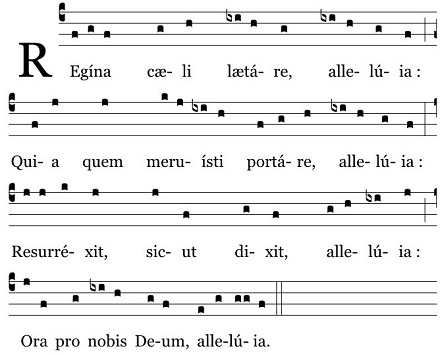 REgína cæ- li lætá- re, alle- lú- ia :
Qui- a quem meru- ísti portá- re, alle- lú- ia :
Resurré- xit, sic- ut di- xit, alle- lú- ia :
Ora pro nobis De- um, alle- lú- ia.